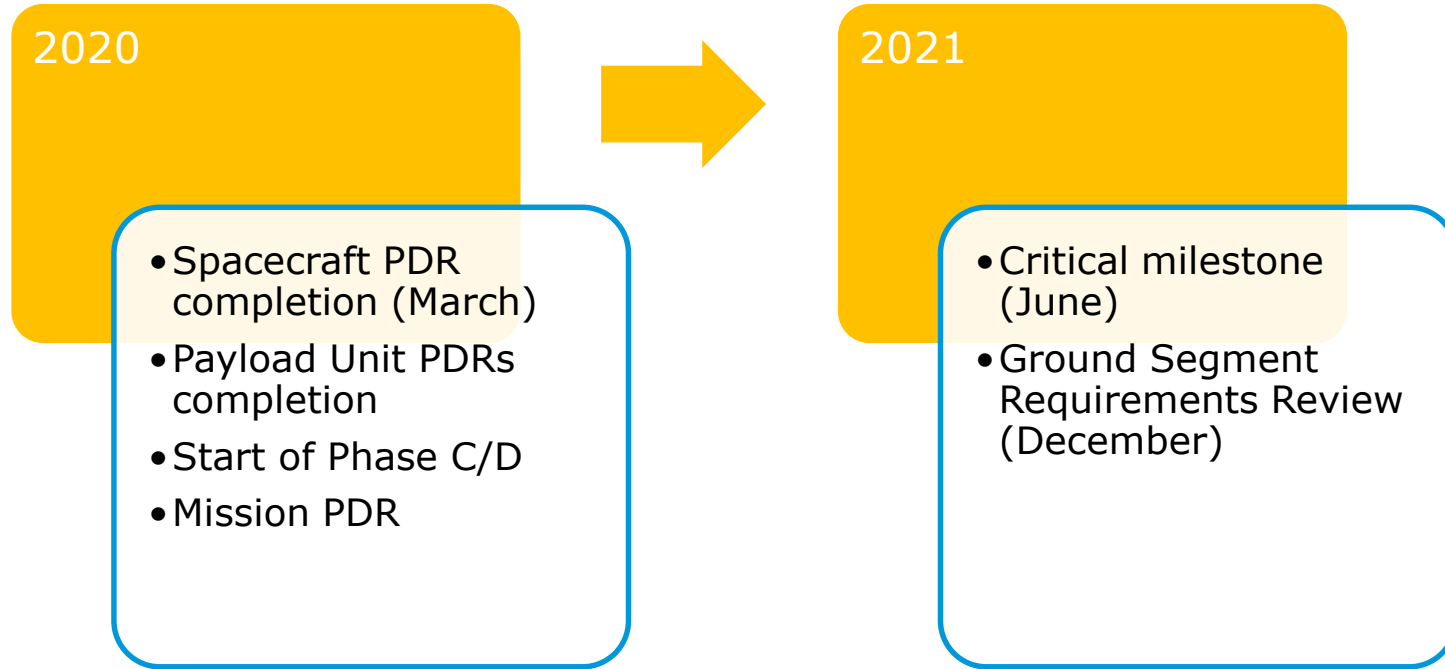 2020
•Spacecraft PDR
completion (March)
•Payload Unit PDRs
completion
•Start of Phase C/D
•Mission PDR
2021
•Critical milestone
(June)
•Ground Segment
Requirements Review
(December)